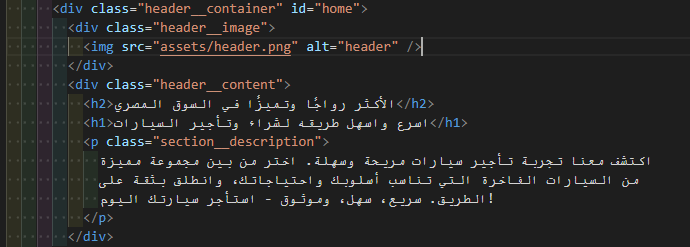 <div class="header__container" id="home">
<div class="header__image">
<img src="assets/header.png" alt="header" />
</div>
<div class="header__content">
<h2>الأكثر رواجًا وتميزًا في السوق المصري</h2>
<h1>اسرع واسهل طريقه لشراء وتأجير السيارات</h1>
<p class="section__description">
اكتشف معنا تجربة تأجير سيارات مريحة وسهلة. اختر من بين مجموعة مميزة
من السيارات الفاخرة التي تناسب أسلوبك واحتياجاتك، وانطلق بثقة على
الطريق. سريع، سهل، وموثوق - استأجر سيارتك اليوم!
</p>
</div>